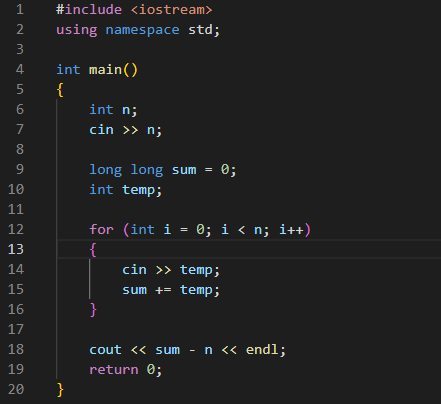 1 #include <iostream>
2 using namespace std;
3
4 int main()
5 {
6     int n;
7     cin >> n;
8
9     long long sum = 0;
10     int temp;
11
12     for (int i = 0; i < n; i++)
13     {
14         cin >> temp;
15         sum += temp;
16     }
17
18     cout << sum - n << endl;
19     return 0;
20 }